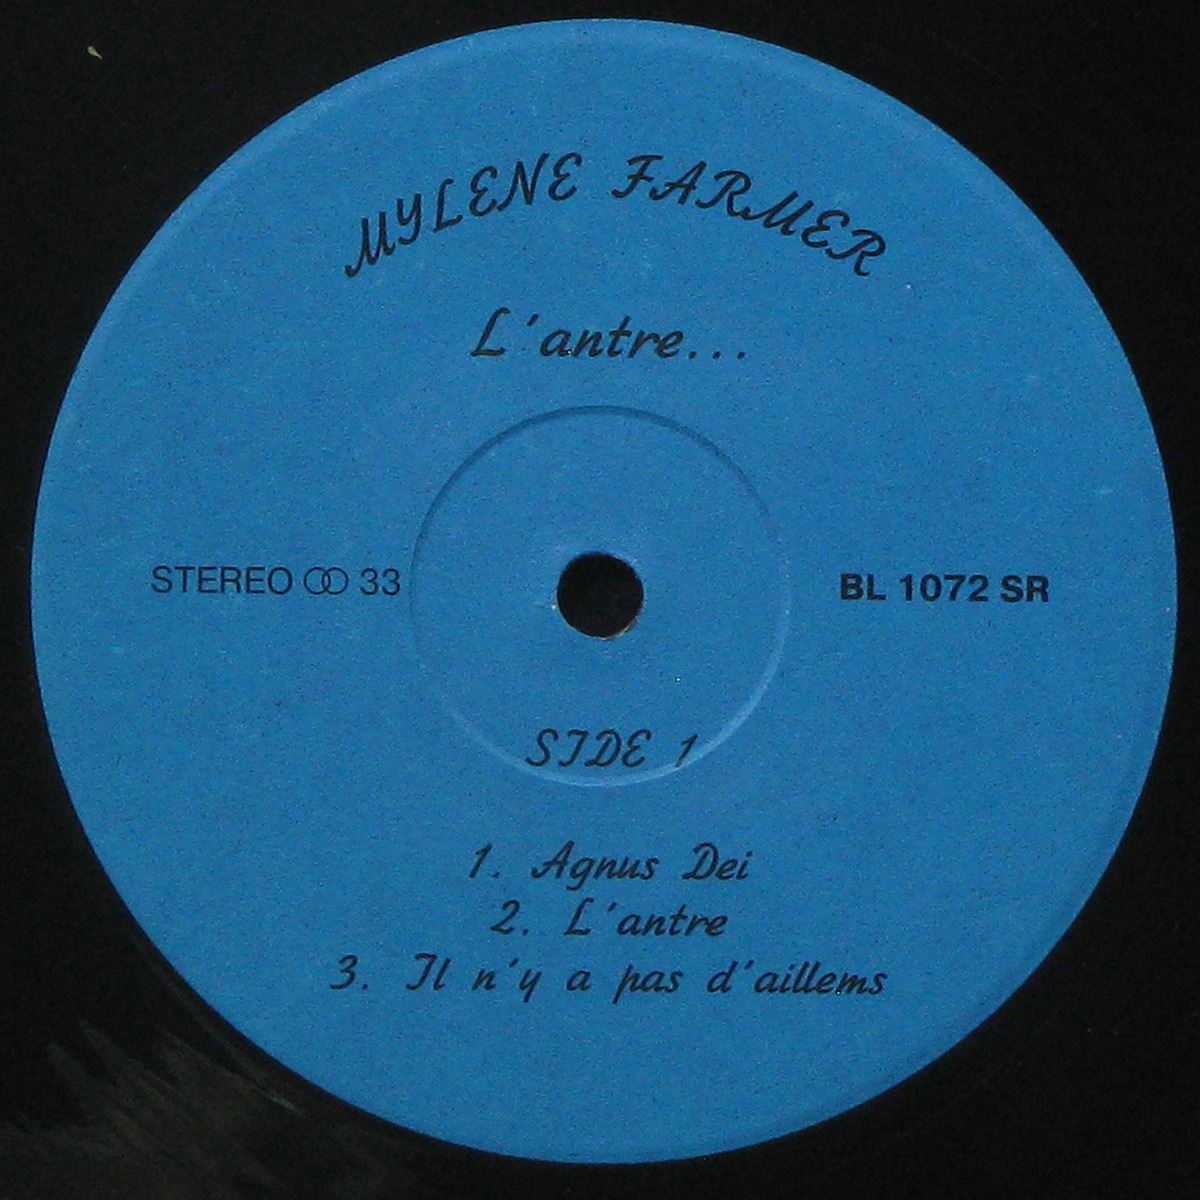 MYLENE FARMER
L'antre...
STEREO 33
BL 1072 SR
SIDE 1
1. Agnus Dei
2. L'antre
3. Il n'y a pas d'aillems